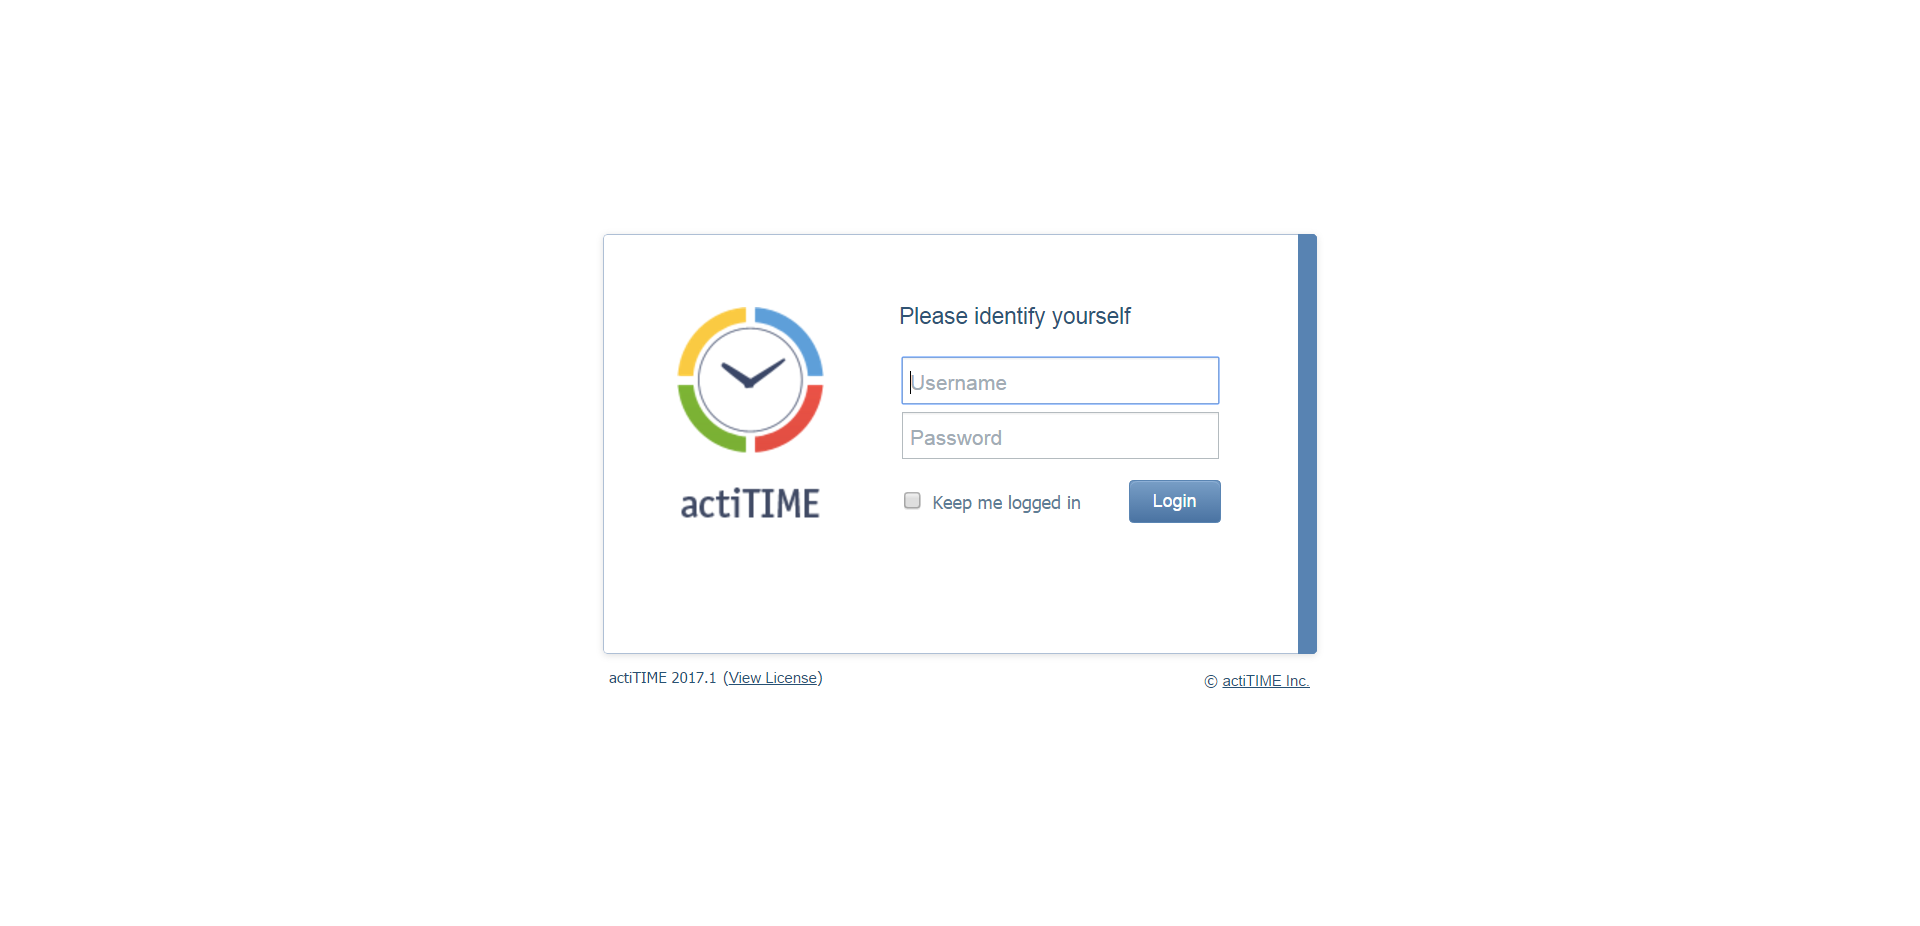 Please identify yourself
Username
Password
actiTIME
Keep me logged in
Login
actiTIME 2017.1 (View License)
© actiTIME Inc.